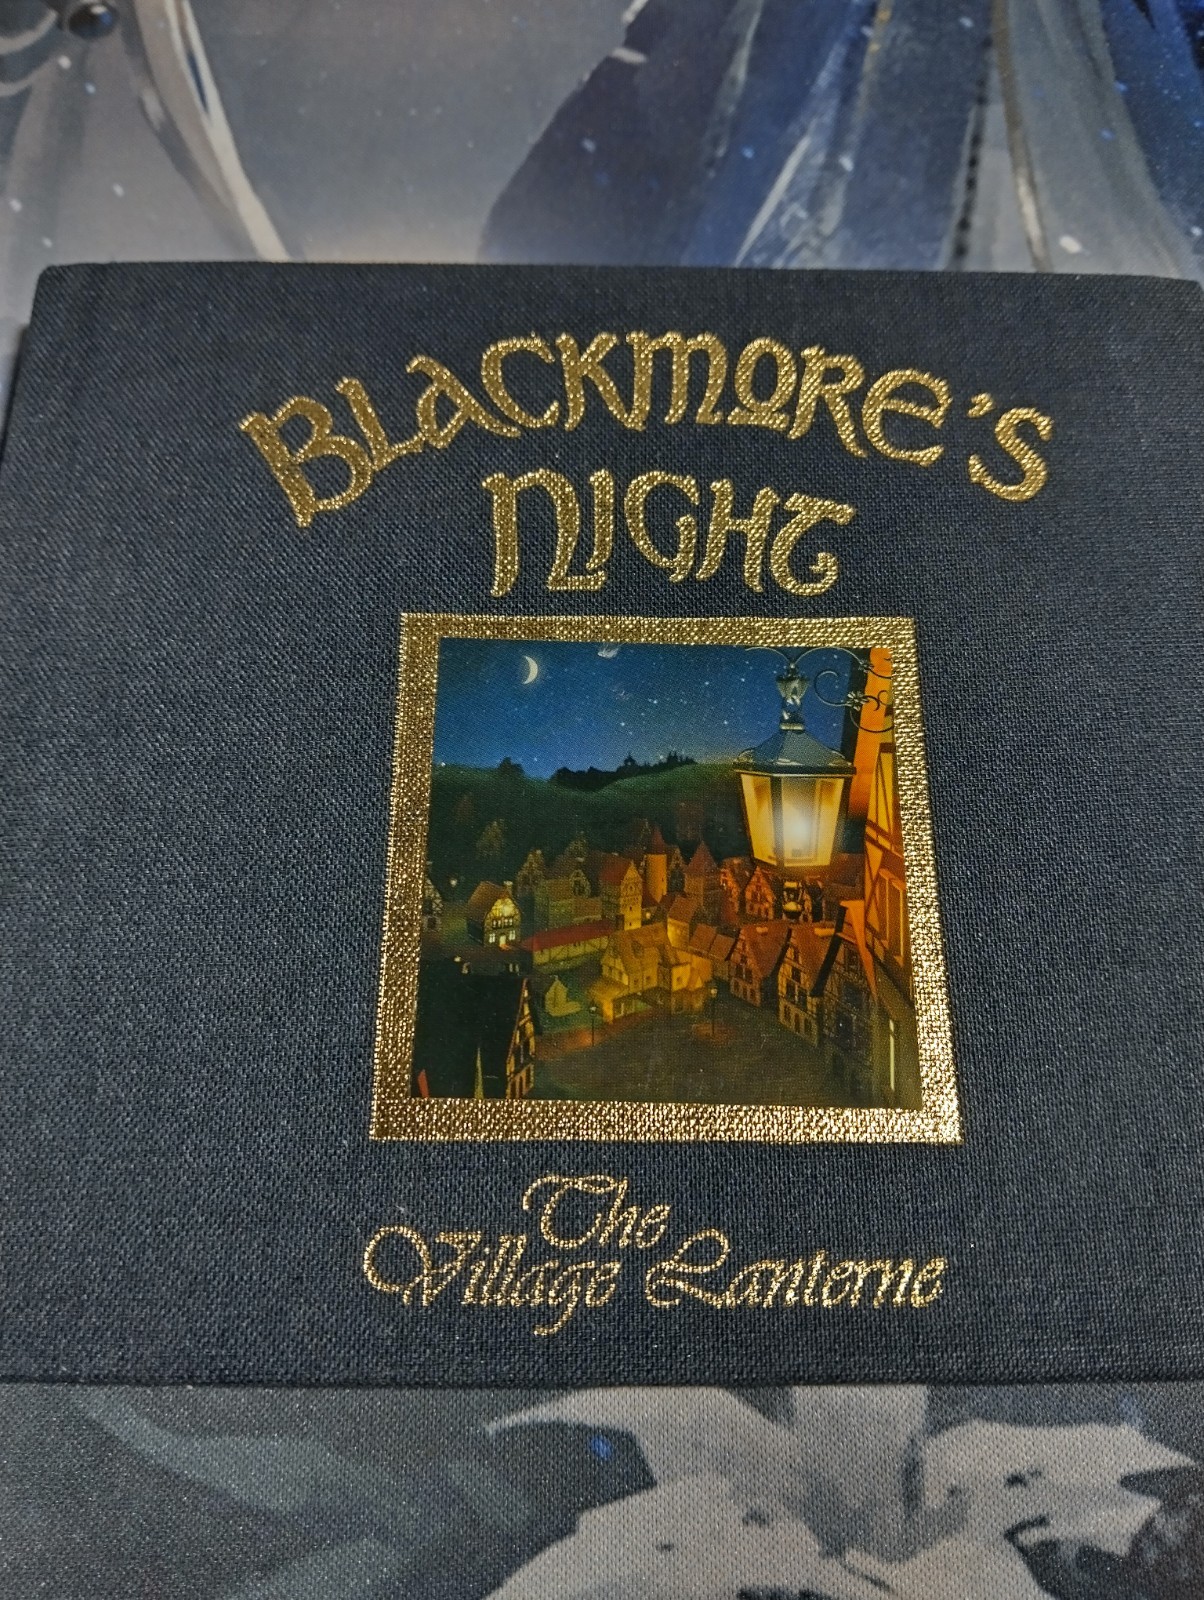 BLACKMORE'S
NIGHT
The
Village Lanterne